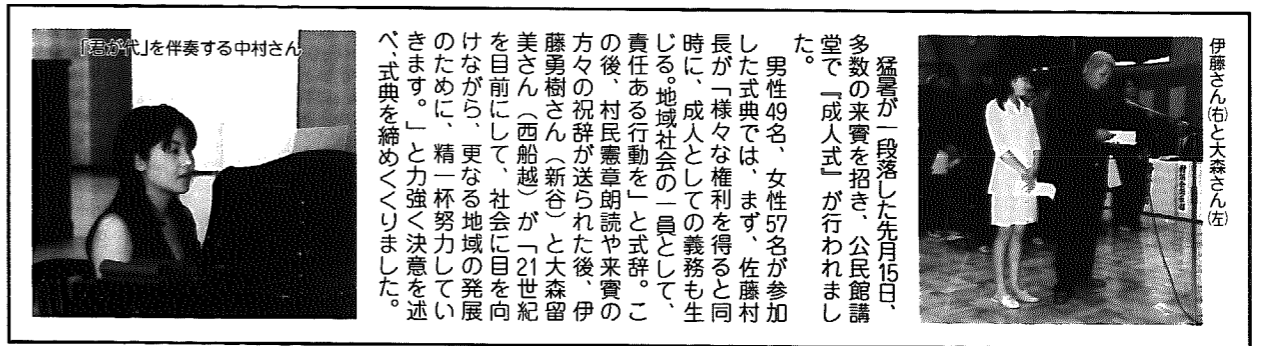 伊藤さん(右)と大森さん(左)
猛暑が一段落した先月15日、
多数の来賓を招き、公民館講
堂で『成人式』が行われまし
た。
男性49名、女性57名が参加
した式典では、まず、佐藤村
長が「様々な権利を得ると同
時に、成人としての義務も生
じる。地域社会の一員として、
責任ある行動を」と式辞。こ
の後、村民憲章朗読や来賓の
方々の祝辞が送られた後、伊
藤勇樹さん（新谷）と大森留
美さん（西船越）が「21世紀
を目前にして、社会に目を向
けながら、更なる地域の発展
のために、精一杯努力してい
きます。」と力強く決意を述
べ、式典を締めくくりました。
「君が代」を伴奏する中村さん